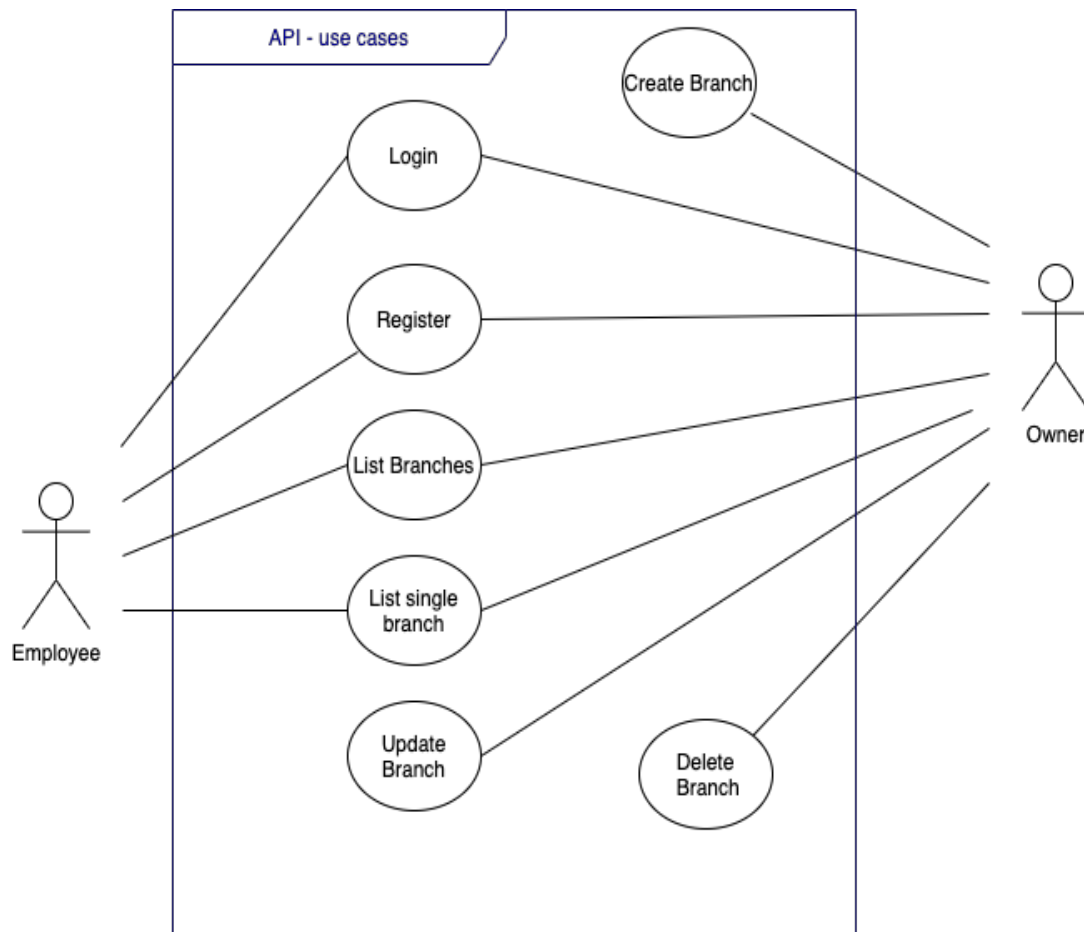 API - use cases
Create Branch
Login
Register
List Branches
Owner
List single
branch
Employee
Update
Branch
Delete
Branch